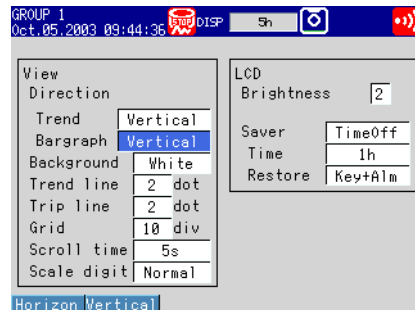 GROUP 1
Oct.05.2003 09:44:36 STOP DISP 5h
View
Direction
Trend Vertical
Bargraph Vertical
Background White
Trend line 2 dot
Trip line 2 dot
Grid 10 div
Scroll time 5s
Scale digit Normal
LCD
Brightness 2
Saver TimeOff
Time 1h
Restore Key+Alm
Horizon Vertical